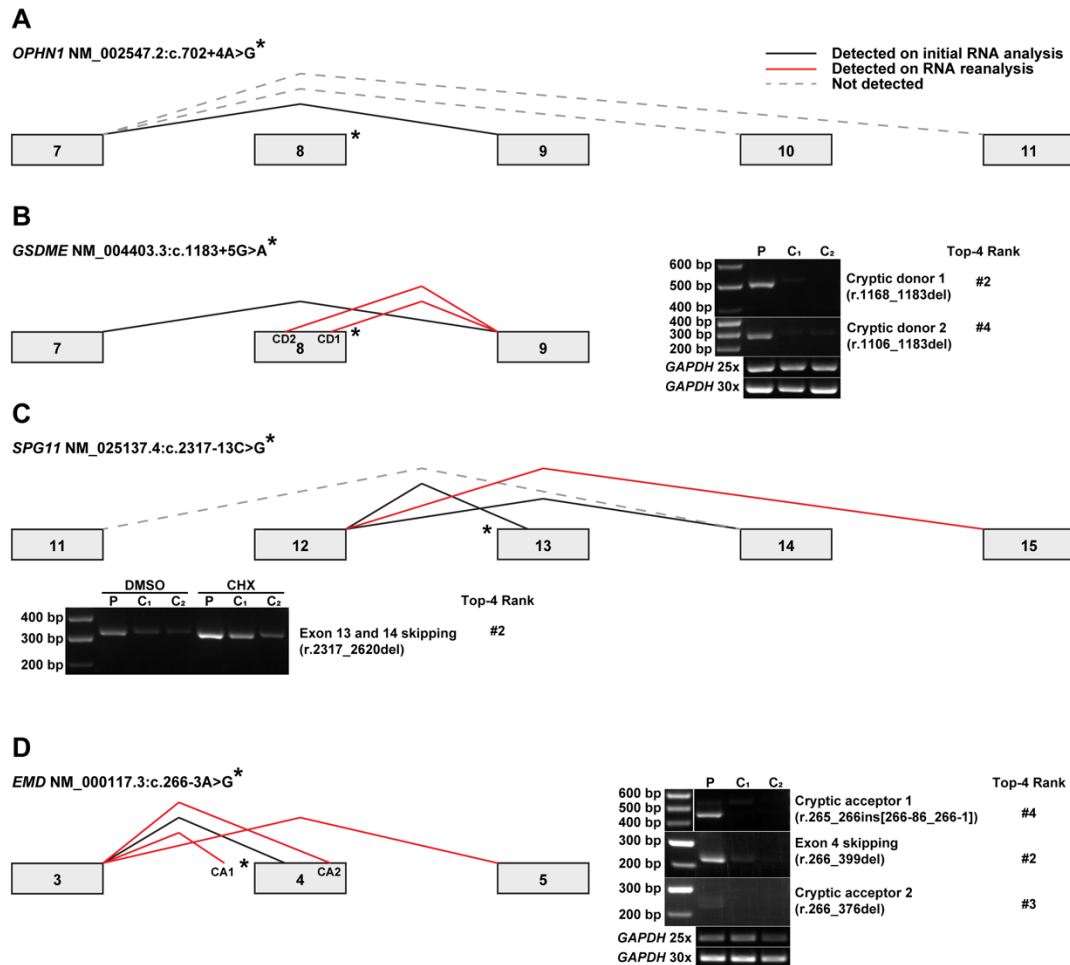 A
OPHN1 NM_002547.2:c.702+4A>G*
Detected on initial RNA analysis
Detected on RNA reanalysis
Not detected
7 8 * 9 10 11
B
GSDME NM_004403.3:c.1183+5G>A*
7 CD2 CD1 8 * 9
P C₁ C₂ Top-4 Rank
600 bp
500 bp
400 bp
Cryptic donor 1
(r.1168_1183del)
#2
400 bp
300 bp
200 bp
Cryptic donor 2
(r.1106_1183del)
#4
GAPDH 25x
GAPDH 30x
C
SPG11 NM_025137.4:c.2317-13C>G*
11 12 * 13 14 15
DMSO CHX
P C₁ C₂ P C₁ C₂
Top-4 Rank
400 bp
300 bp
200 bp
Exon 13 and 14 skipping
(r.2317_2620del)
#2
D
EMD NM_000117.3:c.266-3A>G*
3 CA1 * 4 CA2 5
P C₁ C₂ Top-4 Rank
600 bp
500 bp
400 bp
Cryptic acceptor 1
(r.265_266ins[266-86_266-1])
#4
300 bp
200 bp
Exon 4 skipping
(r.266_399del)
#2
300 bp
200 bp
Cryptic acceptor 2
(r.266_376del)
#3
GAPDH 25x
GAPDH 30x